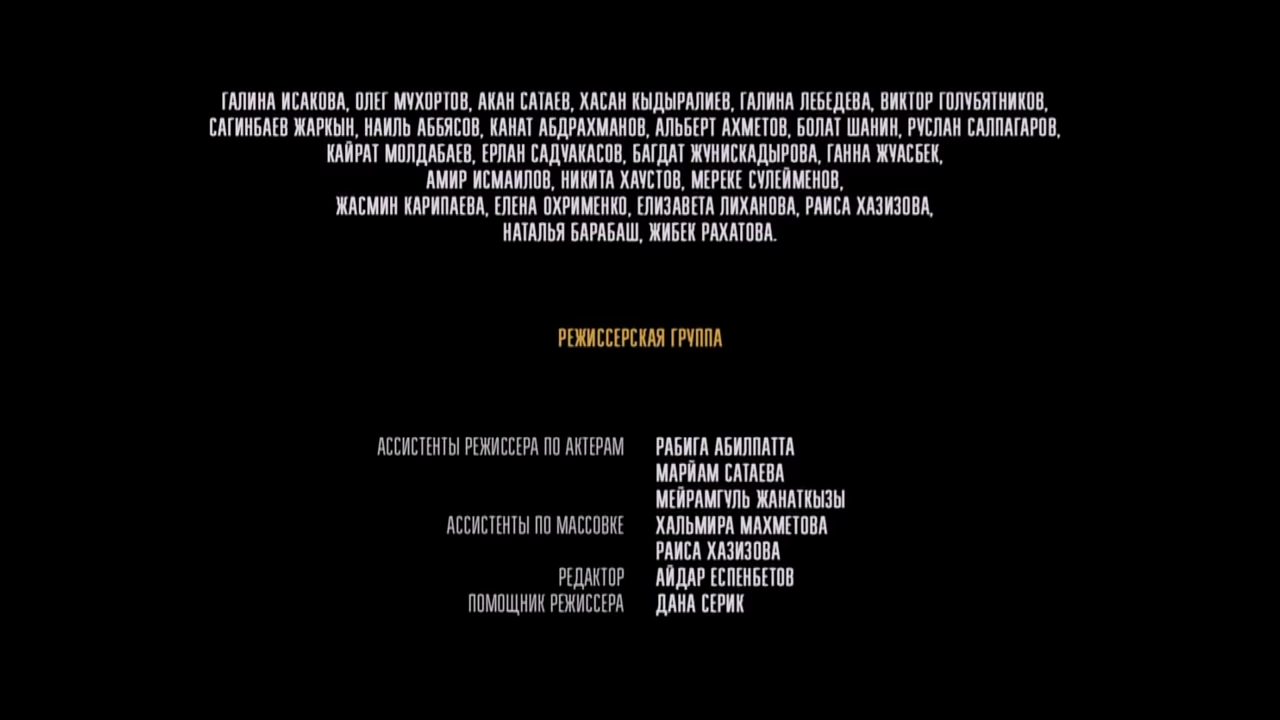 ГАЛИНА ИСАКОВА, ОЛЕГ МУХОРТОВ, АКАН САТАЕВ, ХАСАН КЫДЫРАЛИЕВ, ГАЛИНА ЛЕБЕДЕВА, ВИКТОР ГОЛУБЯТНИКОВ,
САГИНБАЕВ ЖАРКЫН, НАИЛЬ АББЯСОВ, КАНАТ АБДРАХМАНОВ, АЛЬБЕРТ АХМЕТОВ, БОЛАТ ШАНИН, РУСЛАН САЛПАГАРОВ,
КАЙРАТ МОЛДАБАЕВ, ЕРЛАН САДУАКАСОВ, БАГДАТ ЖУНИСКАДЫРОВА, ГАННА ЖУАСБЕК,
АМИР ИСМАИЛОВ, НИКИТА ХАУСТОВ, МЕРЕКЕ СУЛЕЙМЕНОВ,
ЖАСМИН КАРИПАЕВА, ЕЛЕНА ОХРИМЕНКО, ЕЛИЗАВЕТА ЛИХАНОВА, РАИСА ХАЗИЗОВА,
НАТАЛЬЯ БАРАБАШ, ЖИБЕК РАХАТОВА.
РЕЖИССЕРСКАЯ ГРУППА
АССИСТЕНТЫ РЕЖИССЕРА ПО АКТЕРАМ РАБИГА АБИЛПАТТА
МАРЙАМ САТАЕВА
МЕЙРАМГУЛЬ ЖАНАТКЫЗЫ
АССИСТЕНТЫ ПО МАССОВКЕ ХАЛЬМИРА МАХМЕТОВА
РАИСА ХАЗИЗОВА
РЕДАКТОР АЙДАР ЕСПЕНБЕТОВ
ПОМОЩНИК РЕЖИССЕРА ДАНА СЕРИК